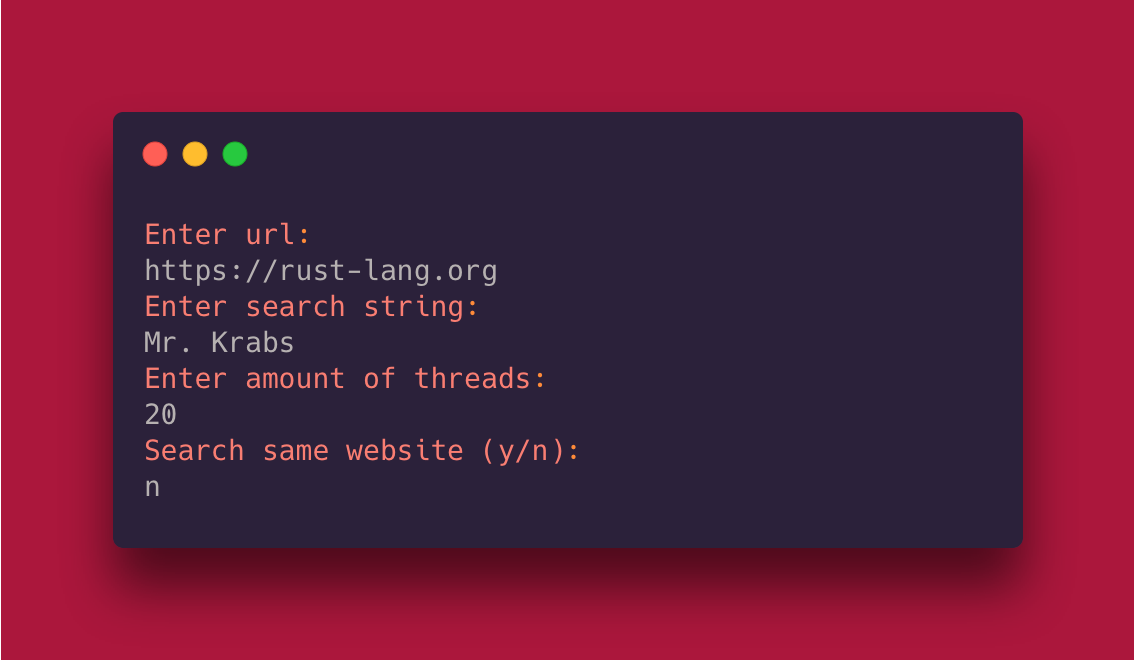 Enter url:
https://rust-lang.org
Enter search string:
Mr. Krabs
Enter amount of threads:
20
Search same website (y/n):
n